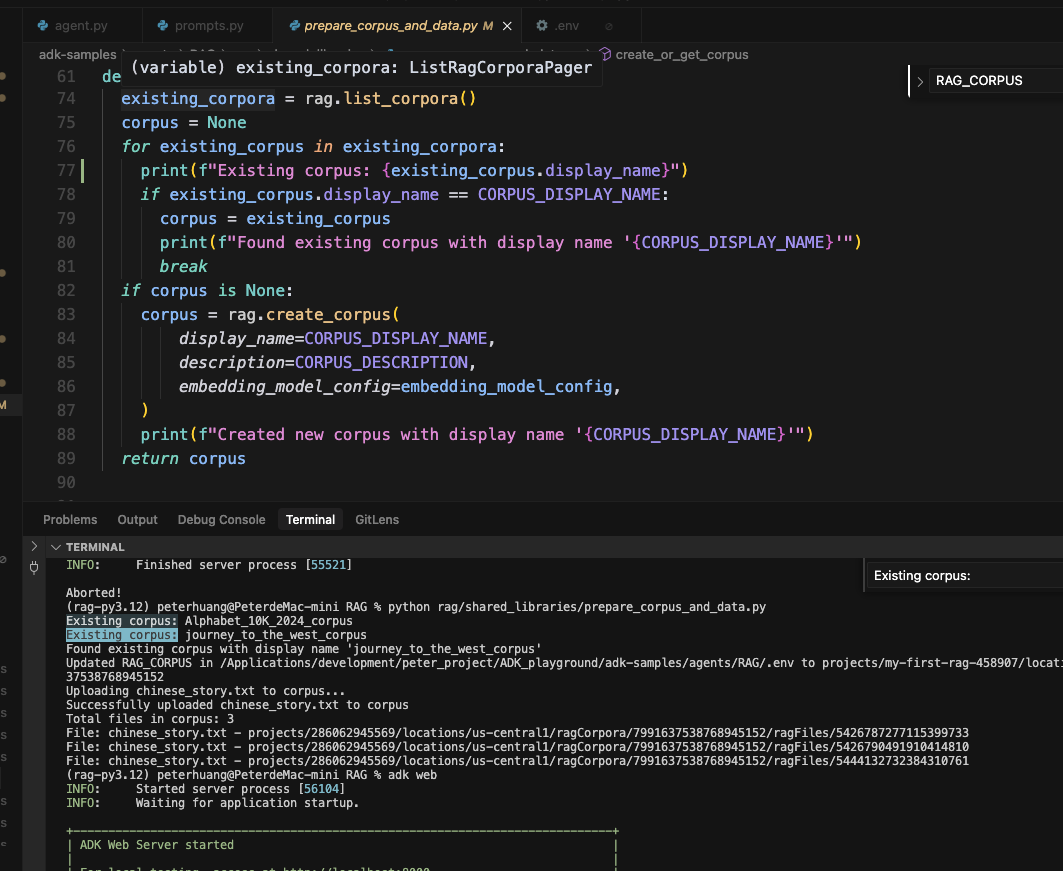 agent.py
prompts.py
prepare_corpus_and_data.py M
.env
adk-samples
create_or_get_corpus
(variable) existing_corpora: ListRagCorporaPager
RAG_CORPUS
61 de
74 existing_corpora = rag.list_corpora()
75 corpus = None
76 for existing_corpus in existing_corpora:
77 print(f"Existing corpus: {existing_corpus.display_name}")
78 if existing_corpus.display_name == CORPUS_DISPLAY_NAME:
79 corpus = existing_corpus
80 print(f"Found existing corpus with display name '{CORPUS_DISPLAY_NAME}'")
81 break
82 if corpus is None:
83 corpus = rag.create_corpus(
84 display_name=CORPUS_DISPLAY_NAME,
85 description=CORPUS_DESCRIPTION,
86 embedding_model_config=embedding_model_config,
87 )
88 print(f"Created new corpus with display name '{CORPUS_DISPLAY_NAME}'")
89 return corpus
90
M
Problems Output Debug Console Terminal GitLens
TERMINAL
Existing corpus:
INFO: Finished server process [55521]
Aborted!
(rag-py3.12) peterhuang@PeterdeMac-mini RAG % python rag/shared_libraries/prepare_corpus_and_data.py
Existing corpus: Alphabet_10K_2024_corpus
Existing corpus: journey_to_the_west_corpus
Found existing corpus with display name 'journey_to_the_west_corpus'
Updated RAG_CORPUS in /Applications/development/peter_project/ADK_playground/adk-samples/agents/RAG/.env to projects/my-first-rag-458907/locati
37538768945152
Uploading chinese_story.txt to corpus...
Successfully uploaded chinese_story.txt to corpus
Total files in corpus: 3
File: chinese_story.txt - projects/286062945569/locations/us-central1/ragCorpora/7991637538768945152/ragFiles/5426787277115399733
File: chinese_story.txt - projects/286062945569/locations/us-central1/ragCorpora/7991637538768945152/ragFiles/5426790491910414810
File: chinese_story.txt - projects/286062945569/locations/us-central1/ragCorpora/7991637538768945152/ragFiles/5444132732384310761
(rag-py3.12) peterhuang@PeterdeMac-mini RAG % adk web
INFO: Started server process [56104]
INFO: Waiting for application startup.
ADK Web Server started